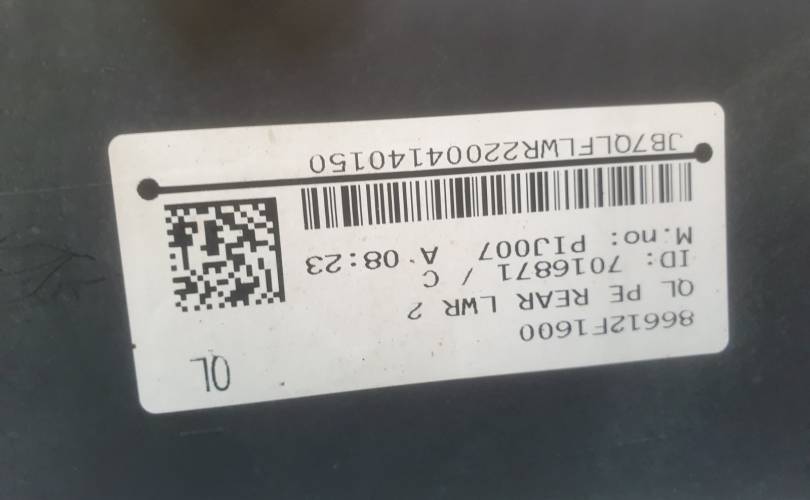 86612F1600
QL PE REAR LWR 2
ID: 7016871 / C
M.no: PIJ007 A 08:23
JB7QLFLWR22004140150
QL